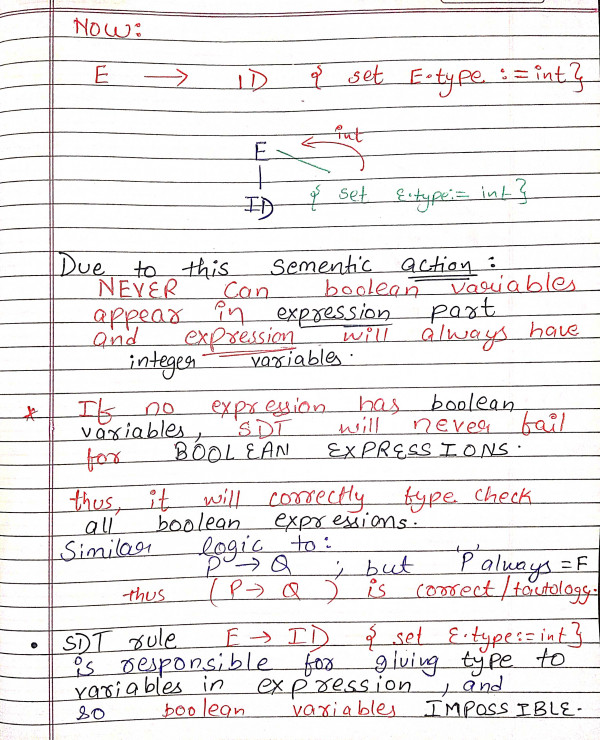 NOW:
E → ID { set E.type := int}
int
E
ID { set E.type:= int}
Due to this sementic action :
NEVER can boolean variables
appear in expression part
and expression will always have
integer variables.
* If no expression has boolean
variables, SDT will never fail
for BOOLEAN EXPRESSIONS.
thus, it will correctly type check
all boolean expressions.
Similar logic to:
P → Q ; but 'P' always = F
thus (P → Q) is correct/tautology.
• SDT rule E → ID { set E.type:=int}
is responsible for giving type to
variables in expression, and
so boolean variables IMPOSSIBLE.